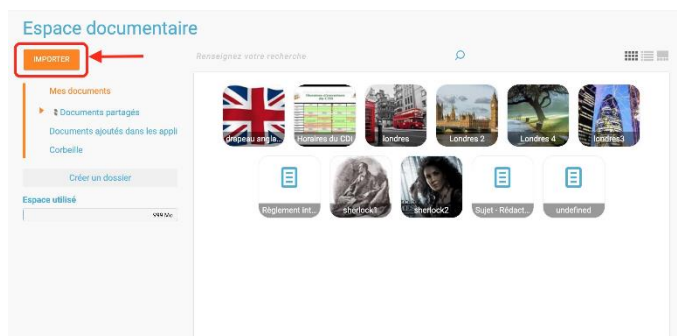 Espace documentaire
IMPORTER
Renseignez votre recherche
Mes documents
Documents partagés
Documents ajoutés dans les appli
Corbeille
Créer un dossier
Espace utilisé
drapeau angla...
Horaires du CDI
londres
Londres 2
Londres 4
londres3
Règlement int...
sherlock1
sherlock2
Sujet - Rédact...
undefined